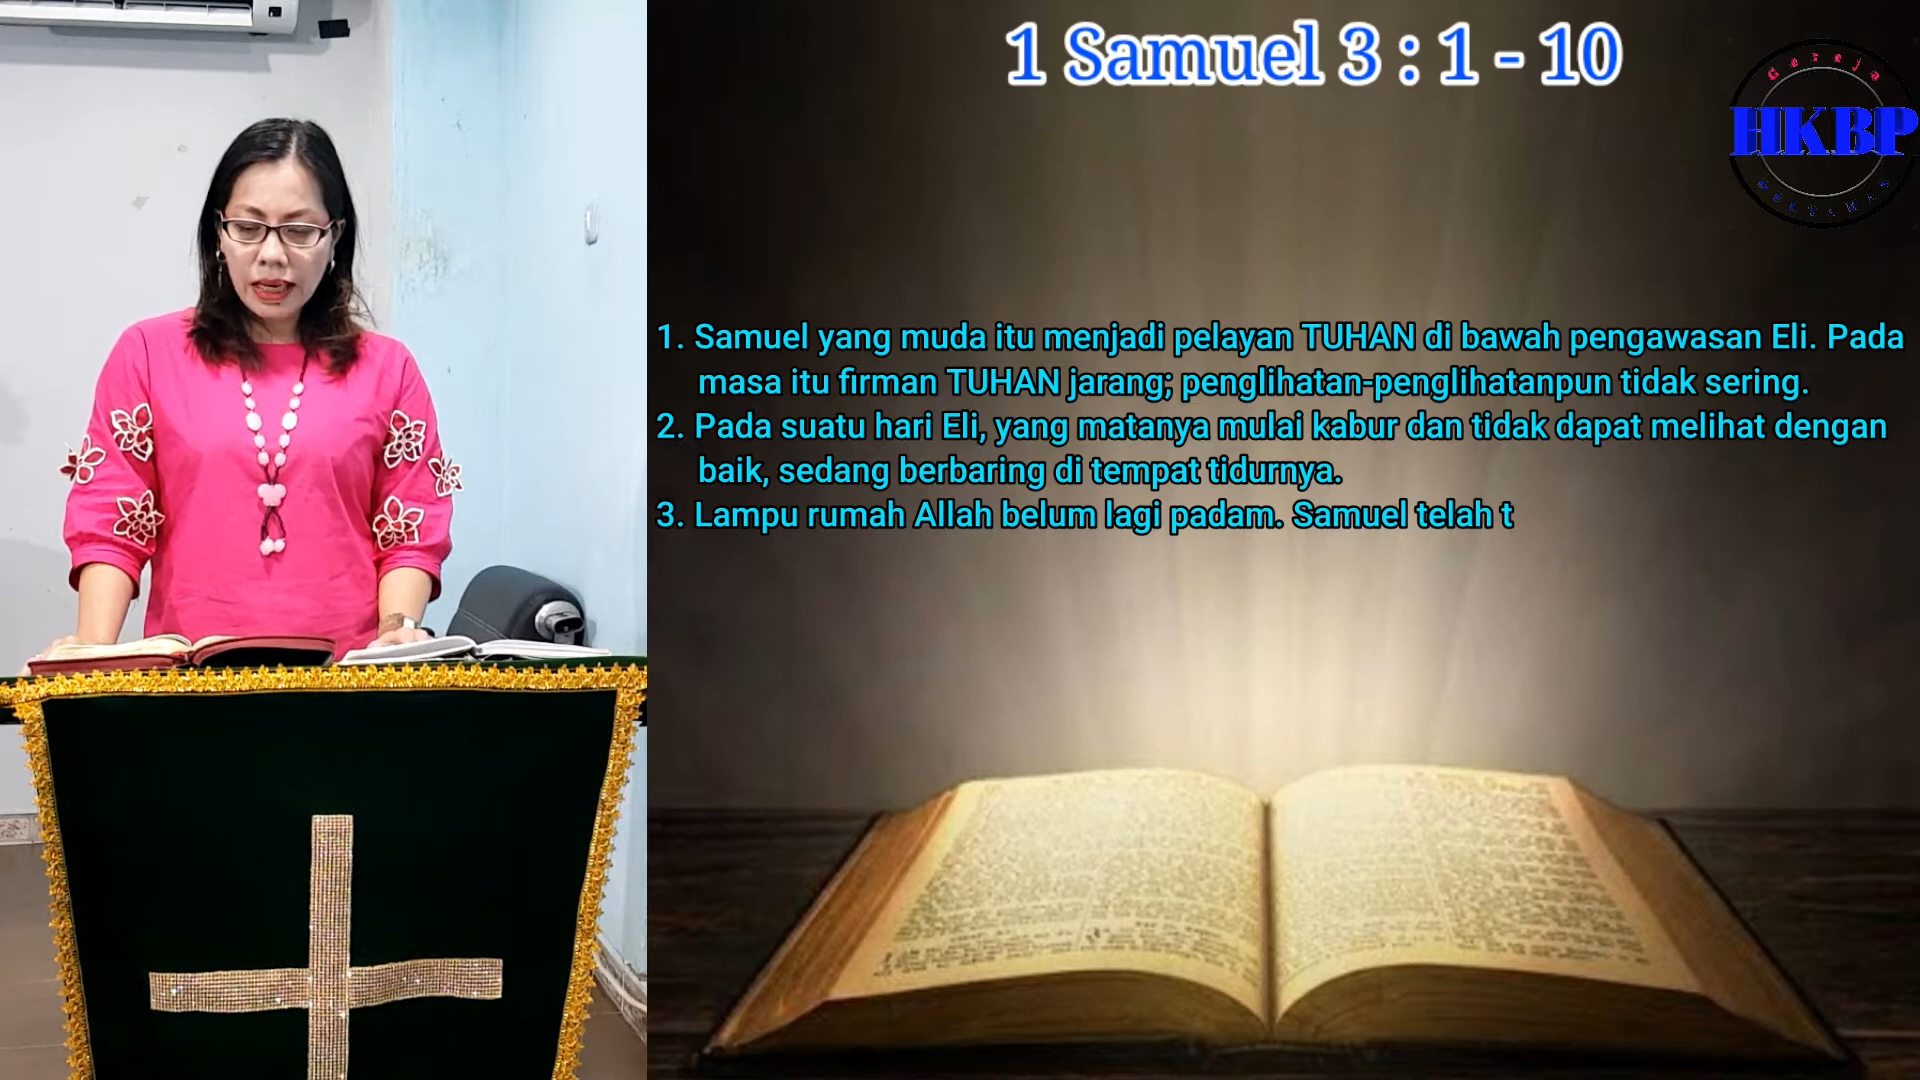 1 Samuel 3 : 1 - 10
Gereja
HKBP
1. Samuel yang muda itu menjadi pelayan TUHAN di bawah pengawasan Eli. Pada
masa itu firman TUHAN jarang; penglihatan-penglihatanpun tidak sering.
2. Pada suatu hari Eli, yang matanya mulai kabur dan tidak dapat melihat dengan
baik, sedang berbaring di tempat tidurnya.
3. Lampu rumah Allah belum lagi padam. Samuel telah t